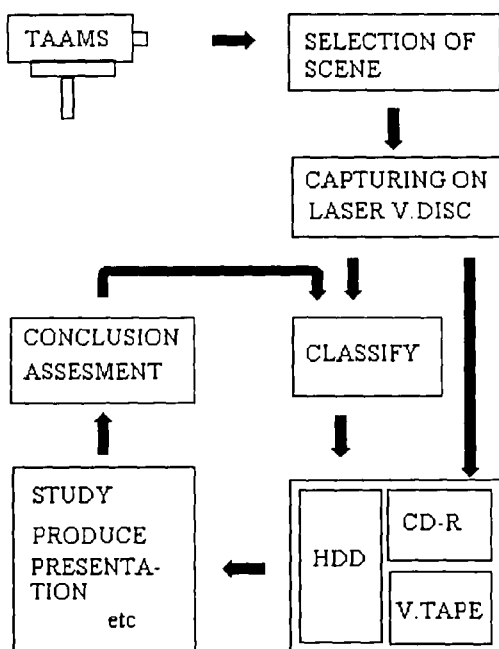 TAAMS
SELECTION OF
SCENE
CAPTURING ON
LASER V.DISC
CONCLUSION
ASSESMENT
CLASSIFY
STUDY
PRODUCE
PRESENTA-
TION
etc
HDD
CD-R
V.TAPE